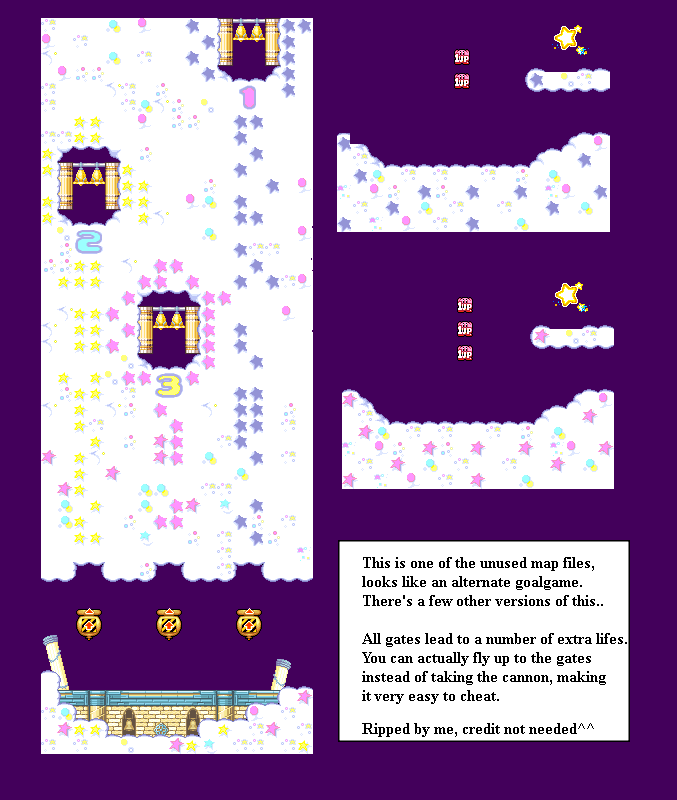 1
1UP
1UP
2
1UP
1UP
1UP
3
This is one of the unused map files,
looks like an alternate goalgame.
There's a few other versions of this..
All gates lead to a number of extra lifes.
You can actually fly up to the gates
instead of taking the cannon, making
it very easy to cheat.
Ripped by me, credit not needed^^